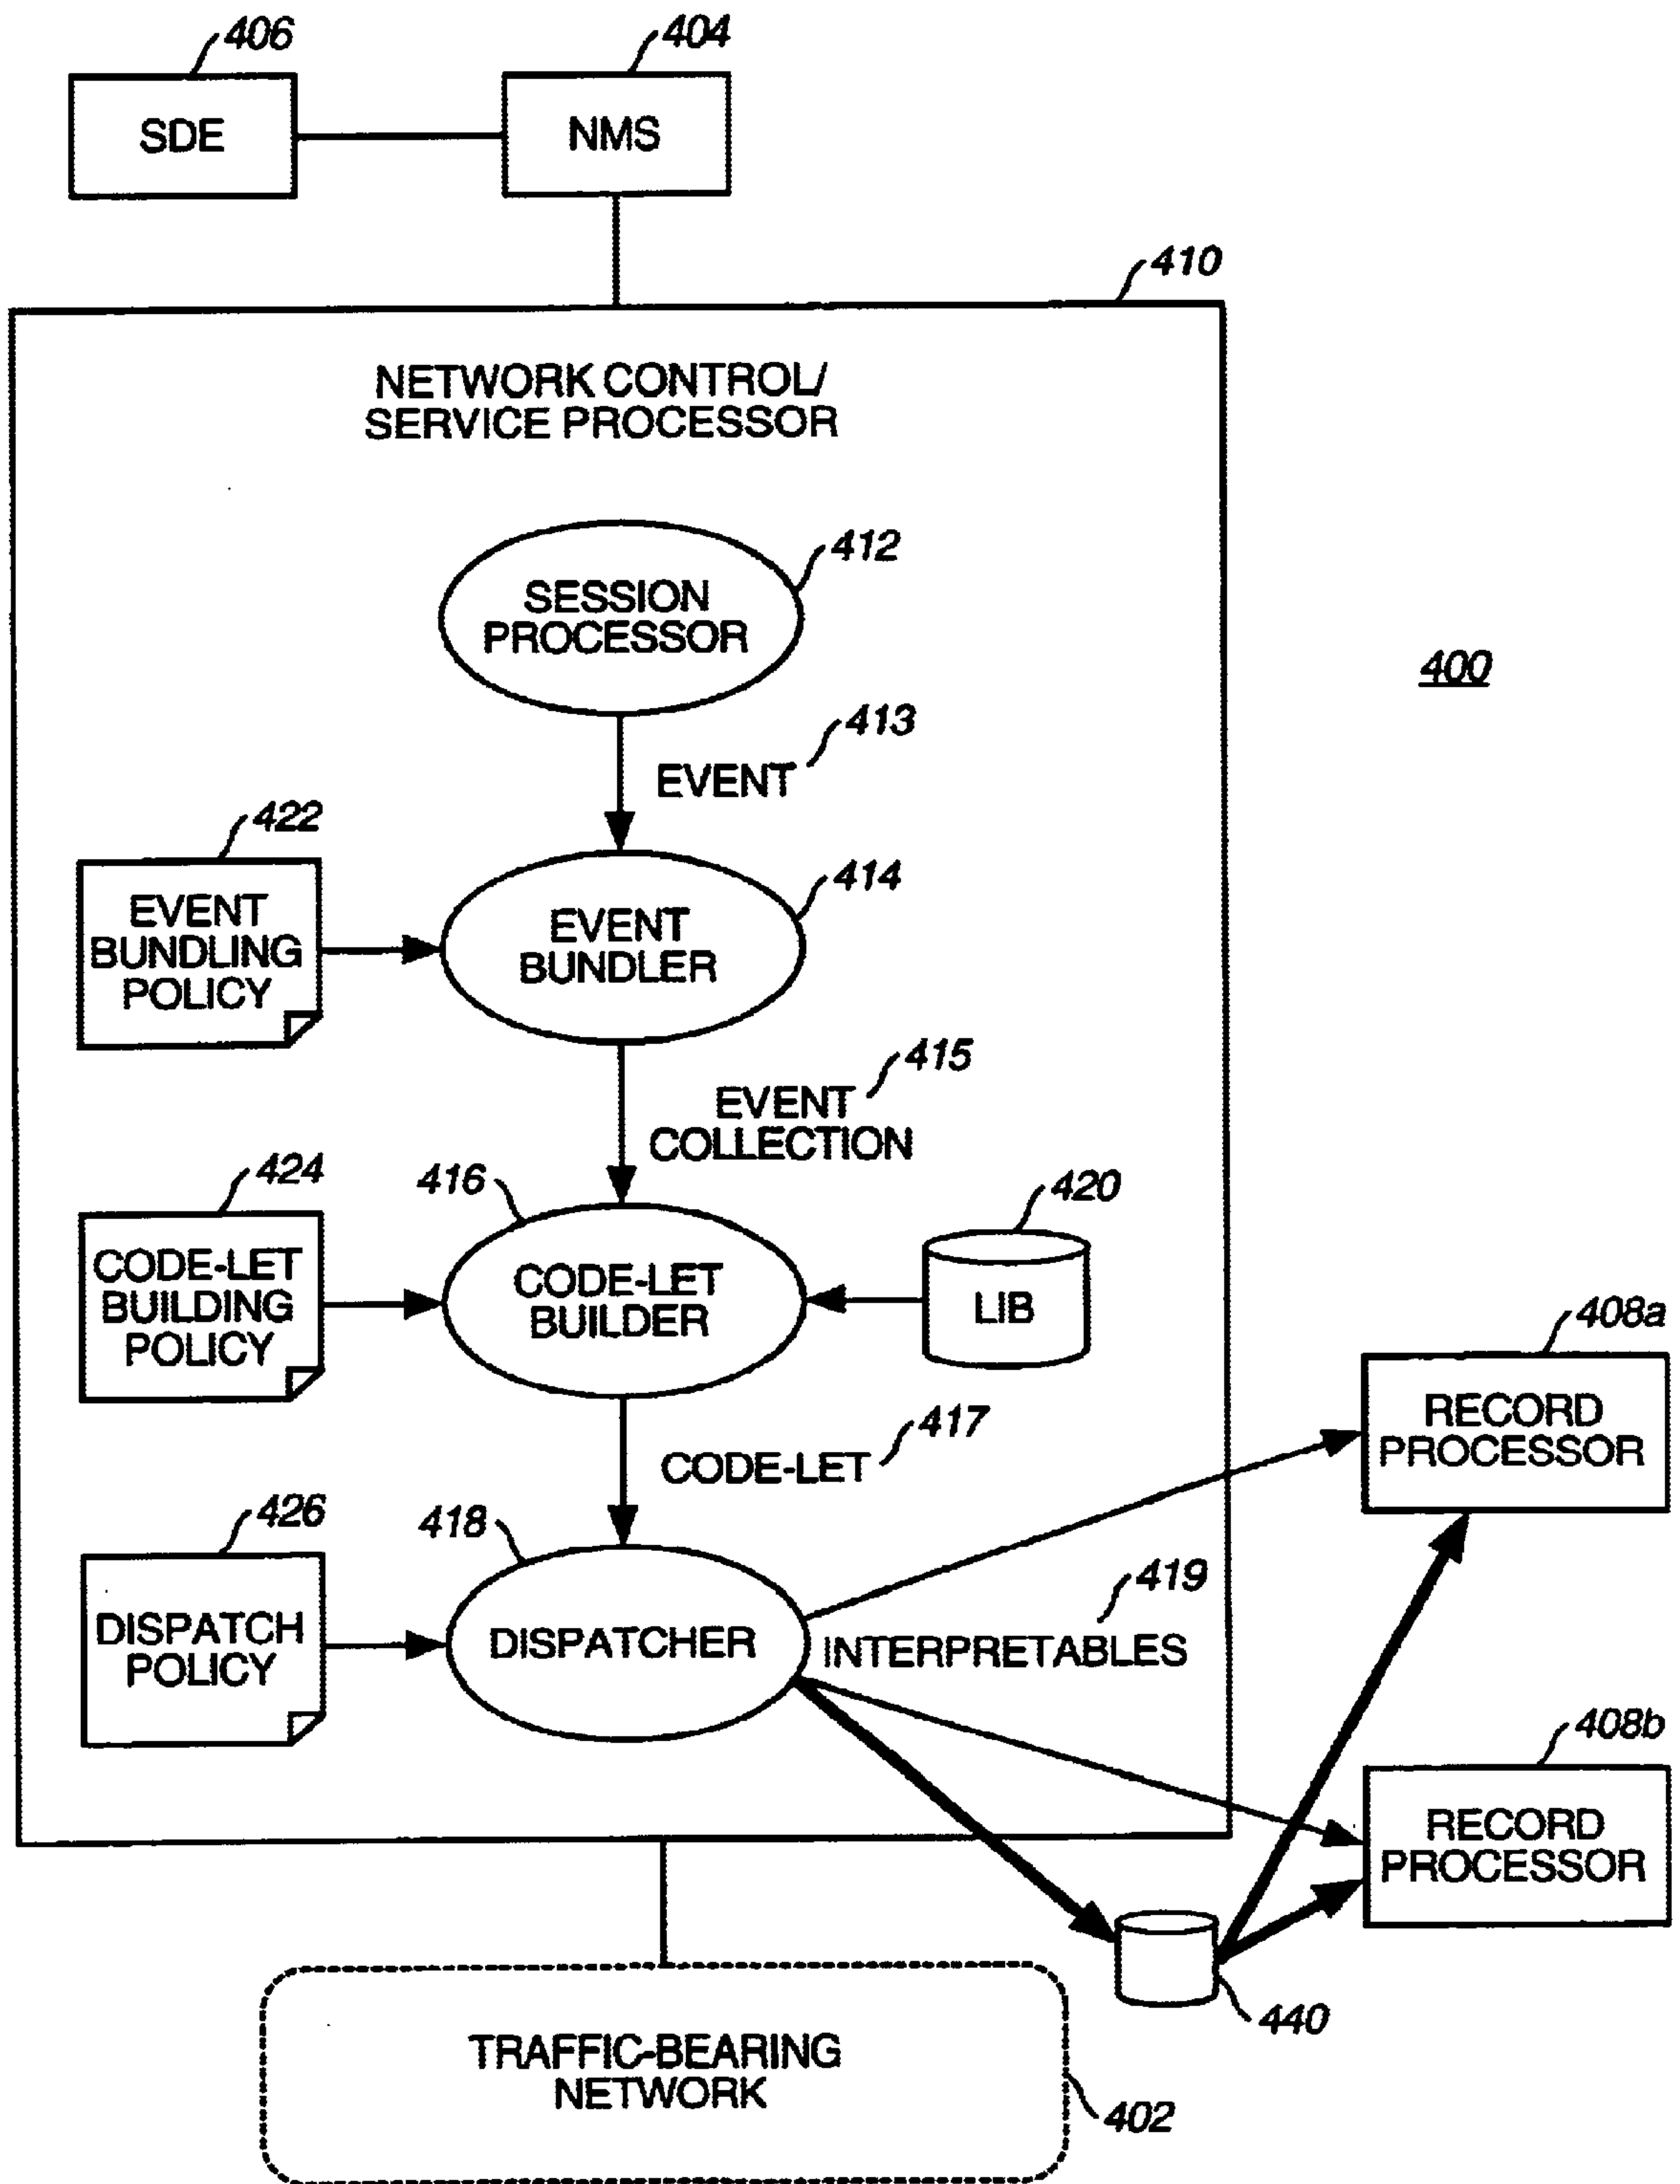 406
404
SDE
NMS
410
NETWORK CONTROL/
SERVICE PROCESSOR
412
SESSION
PROCESSOR
400
413
EVENT
422
414
EVENT
BUNDLING
POLICY
EVENT
BUNDLER
415
EVENT
COLLECTION
424
416
420
CODE-LET
BUILDING
POLICY
CODE-LET
BUILDER
LIB
408a
RECORD
PROCESSOR
417
CODE-LET
426
418
419
DISPATCH
POLICY
DISPATCHER
INTERPRETABLES
408b
RECORD
PROCESSOR
440
TRAFFIC-BEARING
NETWORK
402